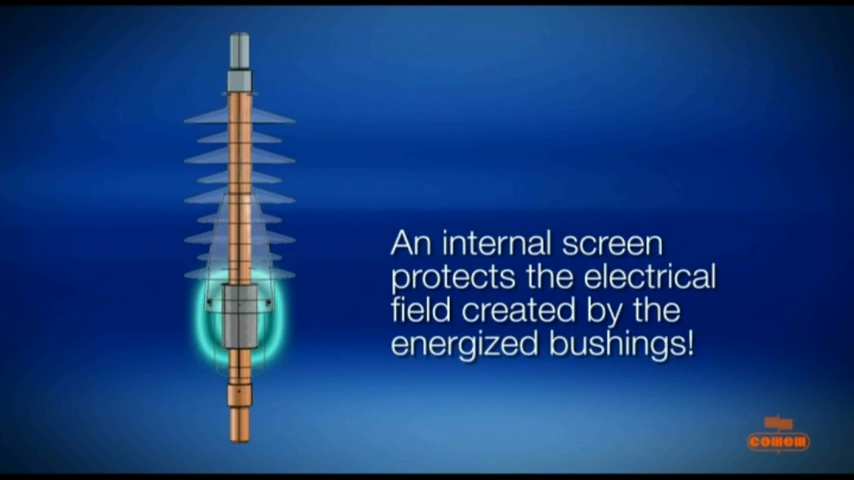 An internal screen
protects the electrical
field created by the
energized bushings!
comem